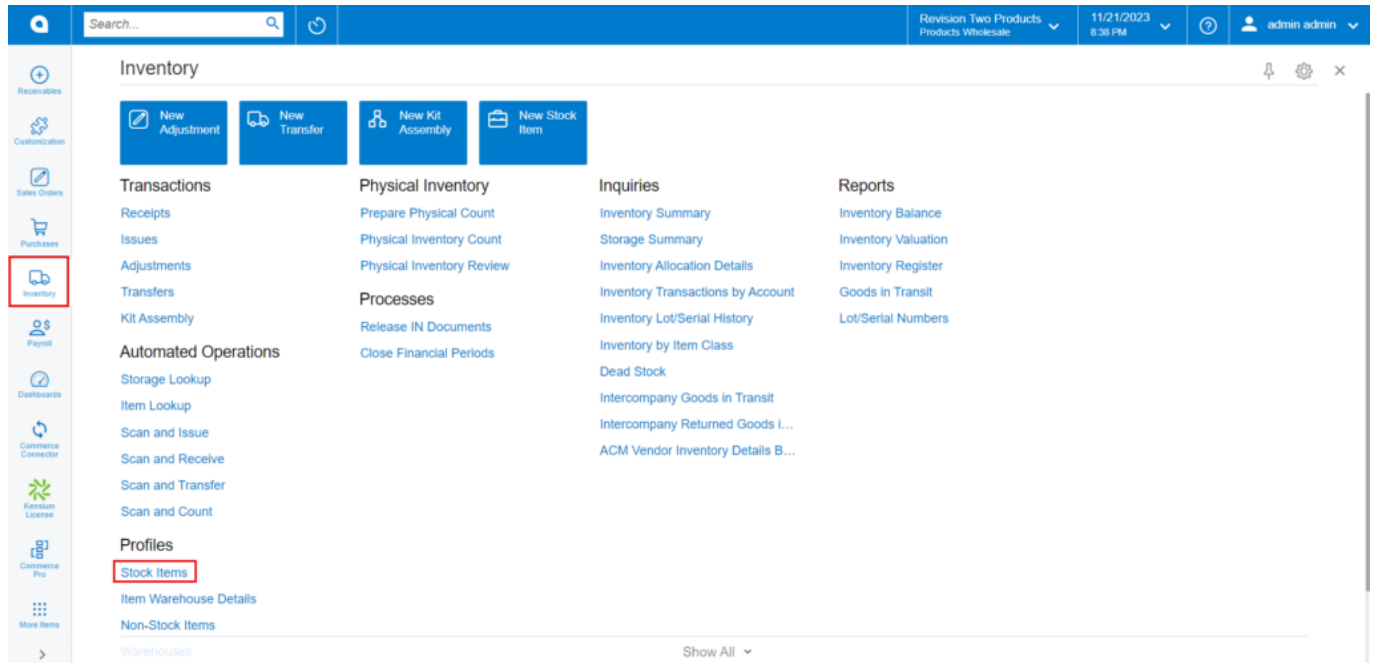 Search...
Revision Two Products
Products Wholesale
11/21/2023
8:38 PM
admin admin
Receivables
Customization
Sales Orders
Purchases
Inventory
Payroll
Dashboards
Commerce
Connector
Kensium
License
Commerce
Pro
More Items
Inventory
New
Adjustment
New
Transfer
New Kit
Assembly
New Stock
Item
Transactions
Receipts
Issues
Adjustments
Transfers
Kit Assembly
Automated Operations
Storage Lookup
Item Lookup
Scan and Issue
Scan and Receive
Scan and Transfer
Scan and Count
Profiles
Stock Items
Item Warehouse Details
Non-Stock Items
Warehouses
Physical Inventory
Prepare Physical Count
Physical Inventory Count
Physical Inventory Review
Processes
Release IN Documents
Close Financial Periods
Inquiries
Inventory Summary
Storage Summary
Inventory Allocation Details
Inventory Transactions by Account
Inventory Lot/Serial History
Inventory by Item Class
Dead Stock
Intercompany Goods in Transit
Intercompany Returned Goods i...
ACM Vendor Inventory Details B...
Reports
Inventory Balance
Inventory Valuation
Inventory Register
Goods in Transit
Lot/Serial Numbers
Show All